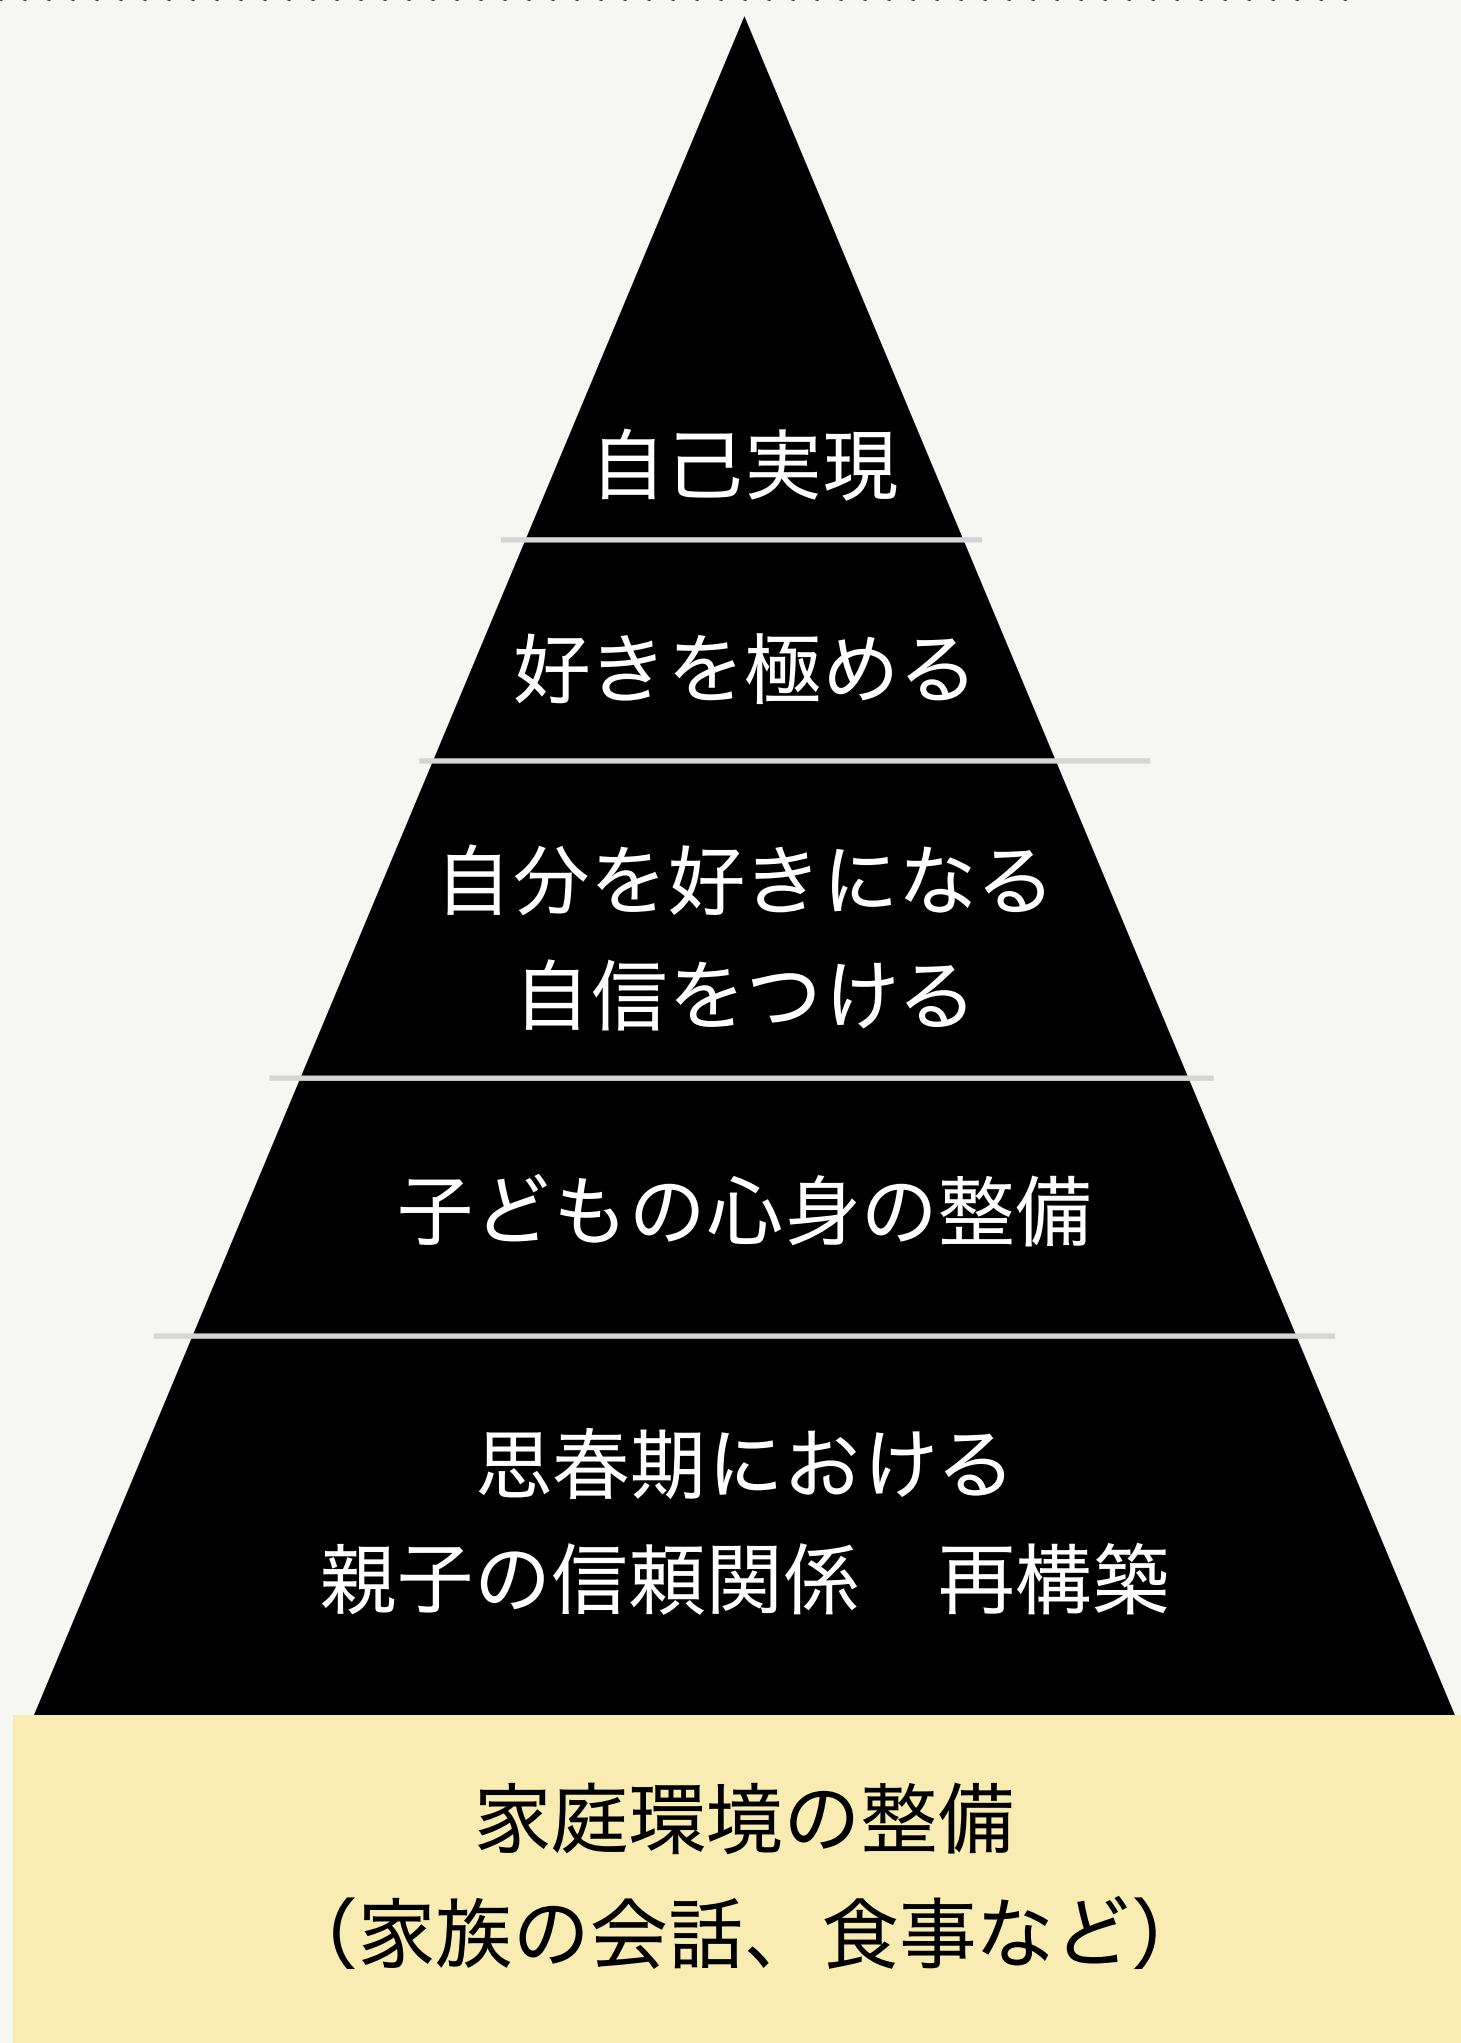 自己実現
好きを極める
自分を好きになる
自信をつける
子どもの心身の整備
思春期における
親子の信頼関係　再構築
家庭環境の整備
（家族の会話、食事など）